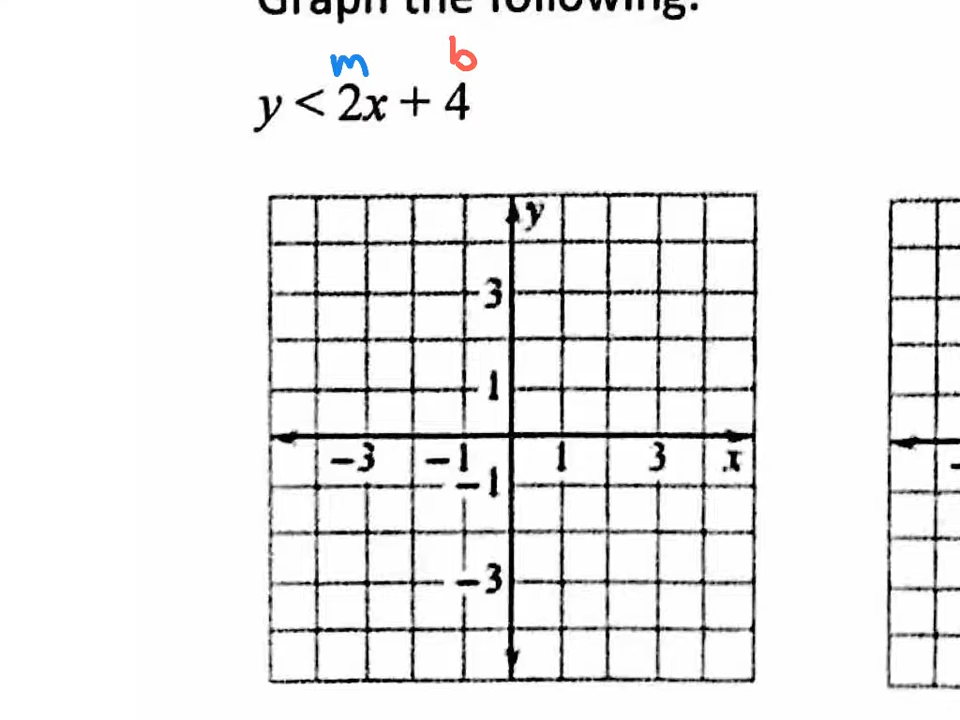 Graph the following:
m b
y < 2x + 4
y
3
1
-3 -1 1 3 x
-1
-3